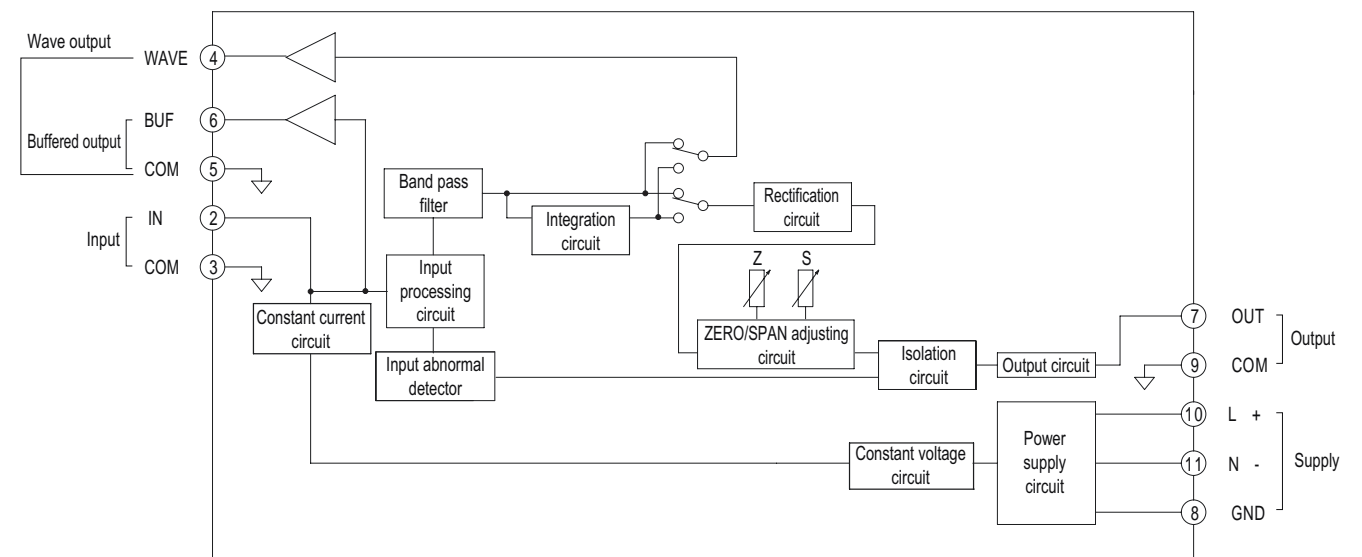 Wave output
WAVE 4
BUF 6
Buffered output
COM 5
IN 2
Input
COM 3
Band pass
filter
Integration
circuit
Rectification
circuit
Input
processing
circuit
Z S
Constant current
circuit
ZERO/SPAN adjusting
circuit
Input abnormal
detector
Isolation
circuit
Output circuit
7 OUT
Output
9 COM
10 L +
Constant voltage
circuit
Power
supply
circuit
11 N -
Supply
8 GND